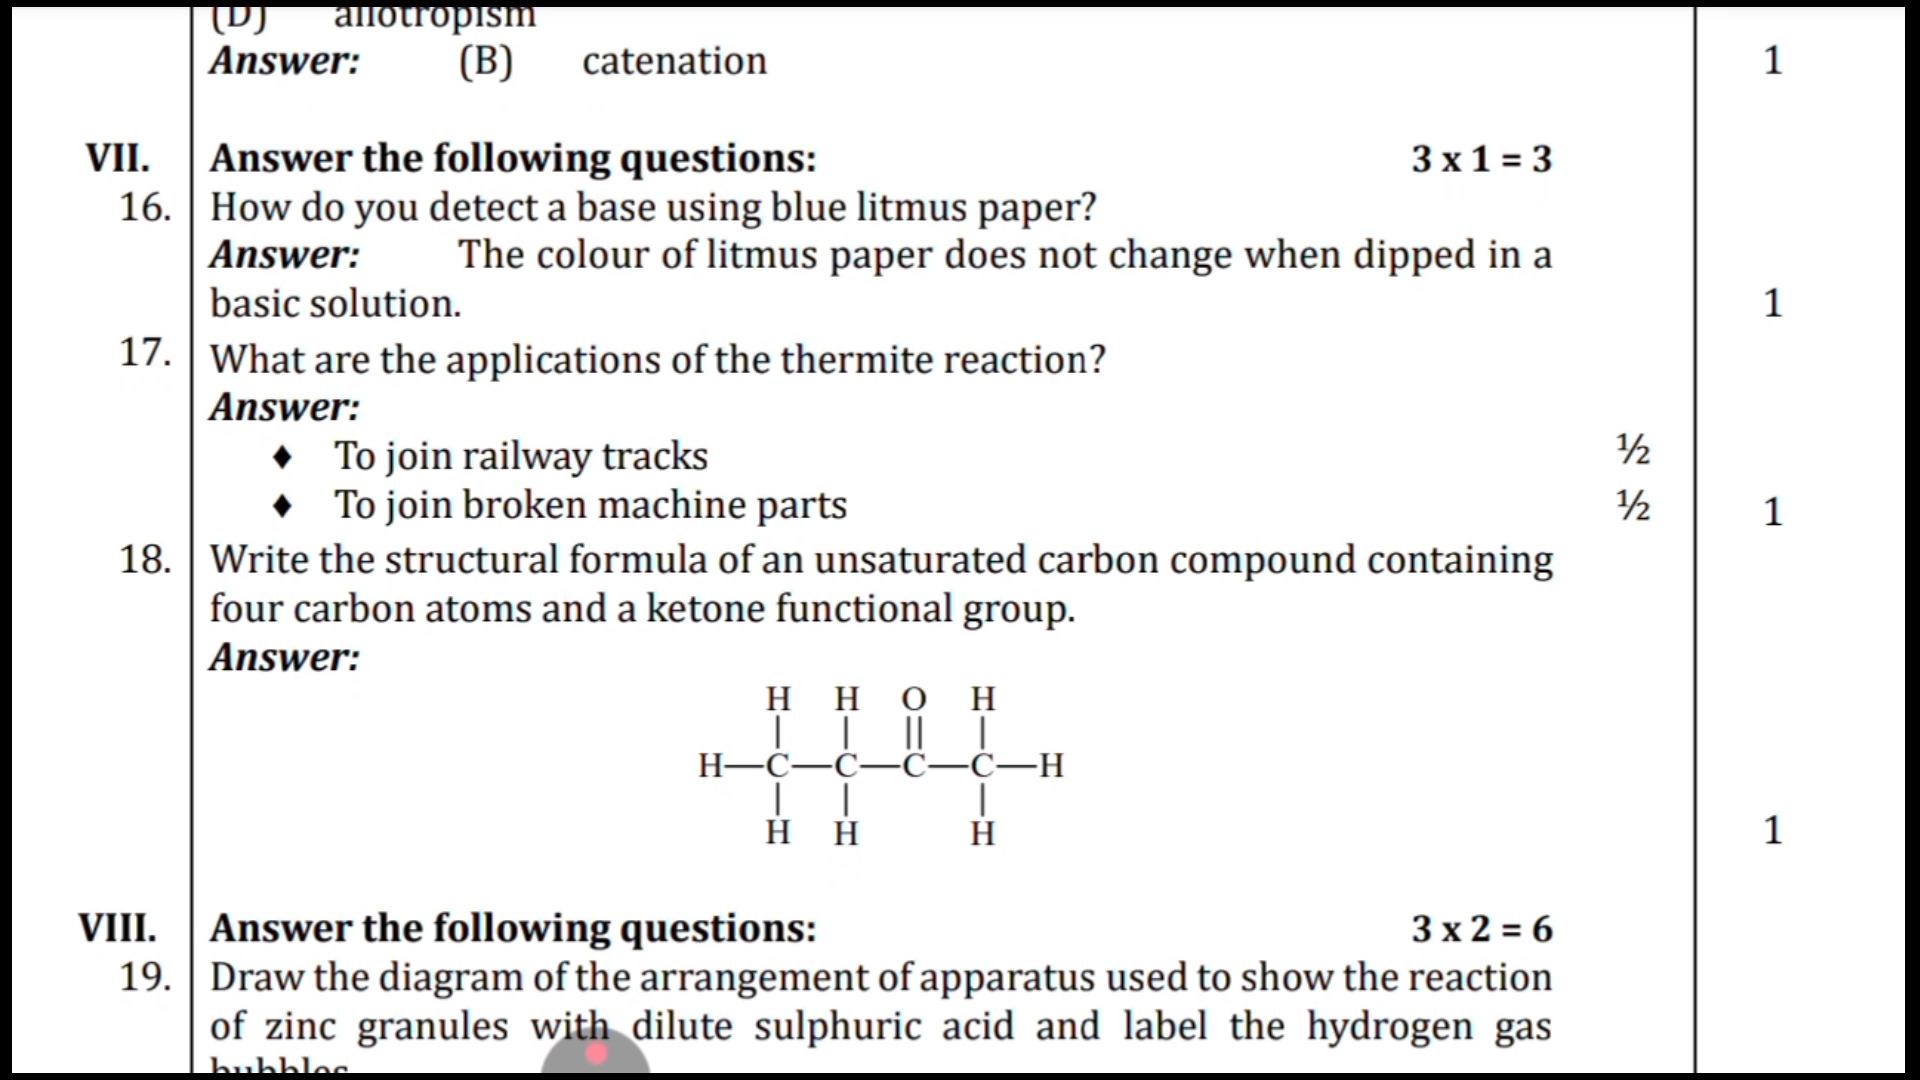 (D) allotropism
Answer: (B) catenation 1
VII. Answer the following questions: 3 x 1 = 3
16. How do you detect a base using blue litmus paper?
Answer: The colour of litmus paper does not change when dipped in a
basic solution. 1
17. What are the applications of the thermite reaction?
Answer:
♦ To join railway tracks ½
♦ To join broken machine parts ½ 1
18. Write the structural formula of an unsaturated carbon compound containing
four carbon atoms and a ketone functional group.
Answer:
H H O H
H—C—C—C—C—H
H H H 1
VIII. Answer the following questions: 3 x 2 = 6
19. Draw the diagram of the arrangement of apparatus used to show the reaction
of zinc granules with dilute sulphuric acid and label the hydrogen gas
bubbles.